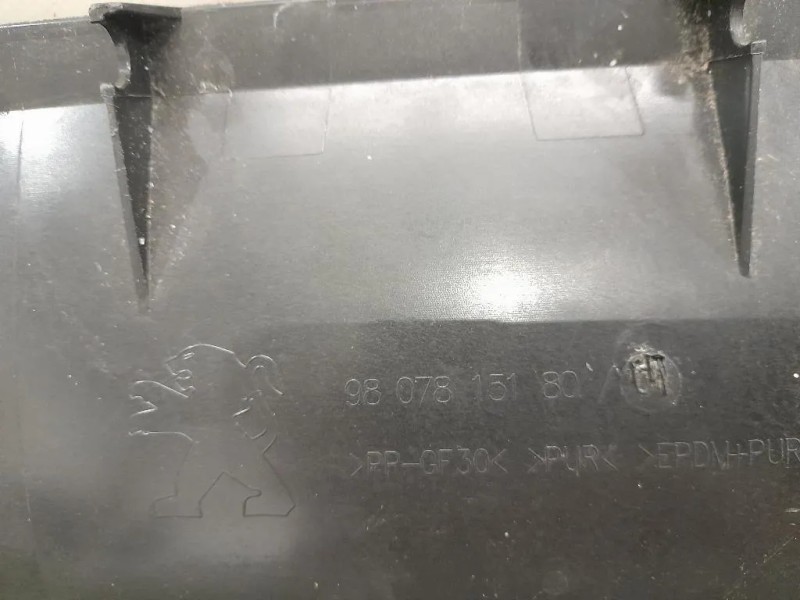 98 078 151 80 /
>PP-GF30< >PUR< >EPDM+PUR